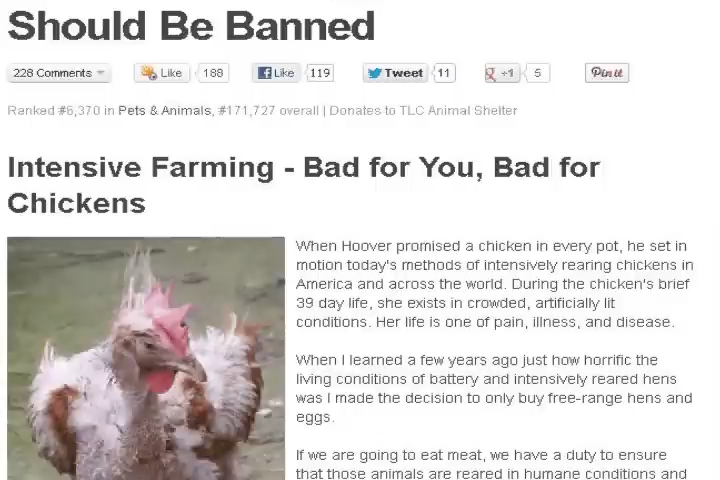 Should Be Banned
228 Comments Like 188 Like 119 Tweet 11 +1 5 Pin it
Ranked #6,370 in Pets & Animals, #171,727 overall | Donates to TLC Animal Shelter
Intensive Farming - Bad for You, Bad for
Chickens
When Hoover promised a chicken in every pot, he set in
motion today's methods of intensively rearing chickens in
America and across the world. During the chicken's brief
39 day life, she exists in crowded, artificially lit
conditions. Her life is one of pain, illness, and disease.
When I learned a few years ago just how horrific the
living conditions of battery and intensively reared hens
was I made the decision to only buy free-range hens and
eggs.
If we are going to eat meat, we have a duty to ensure
that those animals are reared in humane conditions and